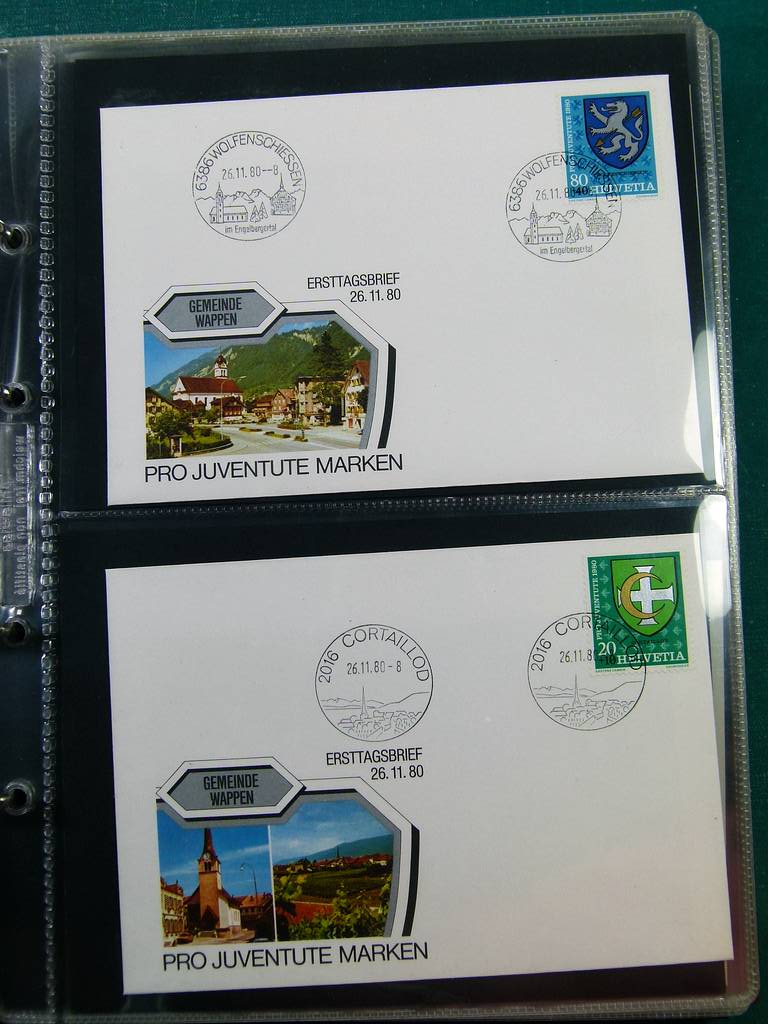 6386 WOLFENSCHIESSEN
26.11.80--8
im Engelbergertal
PRO JUVENTUTE 1980
80
HELVETIA
6386 WOLFENSCHIESSEN
26.11.80
+40
im Engelbergertal
ERSTTAGSBRIEF
26.11.80
GEMEINDE
WAPPEN
PRO JUVENTUTE MARKEN
PRO JUVENTUTE 1980
20
+10
HELVETIA
2016 CORTAILLOD
26.11.80-8
2016 CORTAILLOD
26.11.8
ERSTTAGSBRIEF
26.11.80
GEMEINDE
WAPPEN
PRO JUVENTUTE MARKEN